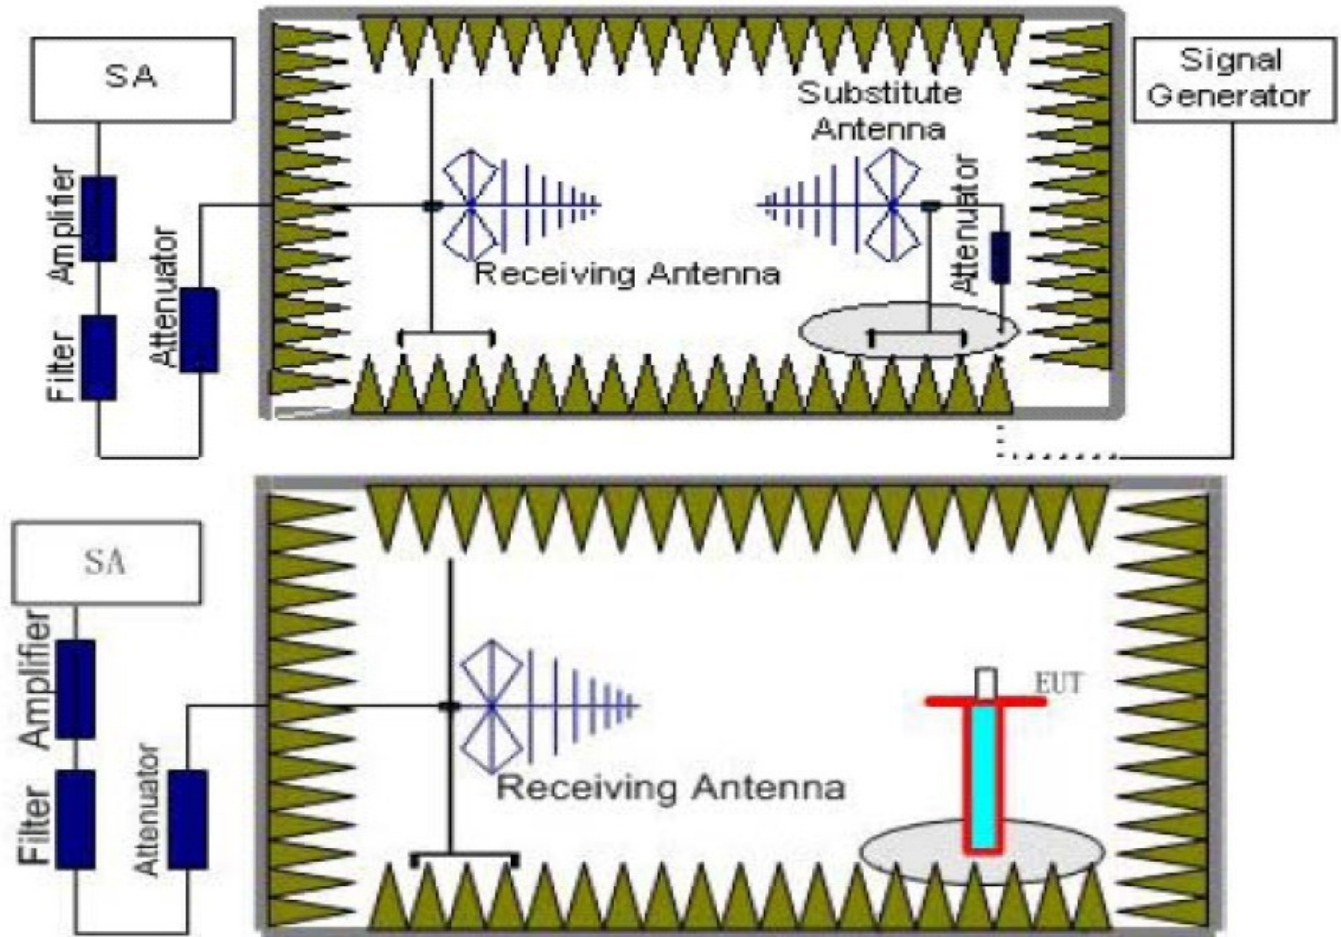 SA
Signal
Generator
Substitute
Antenna
Amplifier
Attenuator
Attenuator
Receiving Antenna
Filter
SA
Amplifier
EUT
Receiving Antenna
Filter
Attenuator